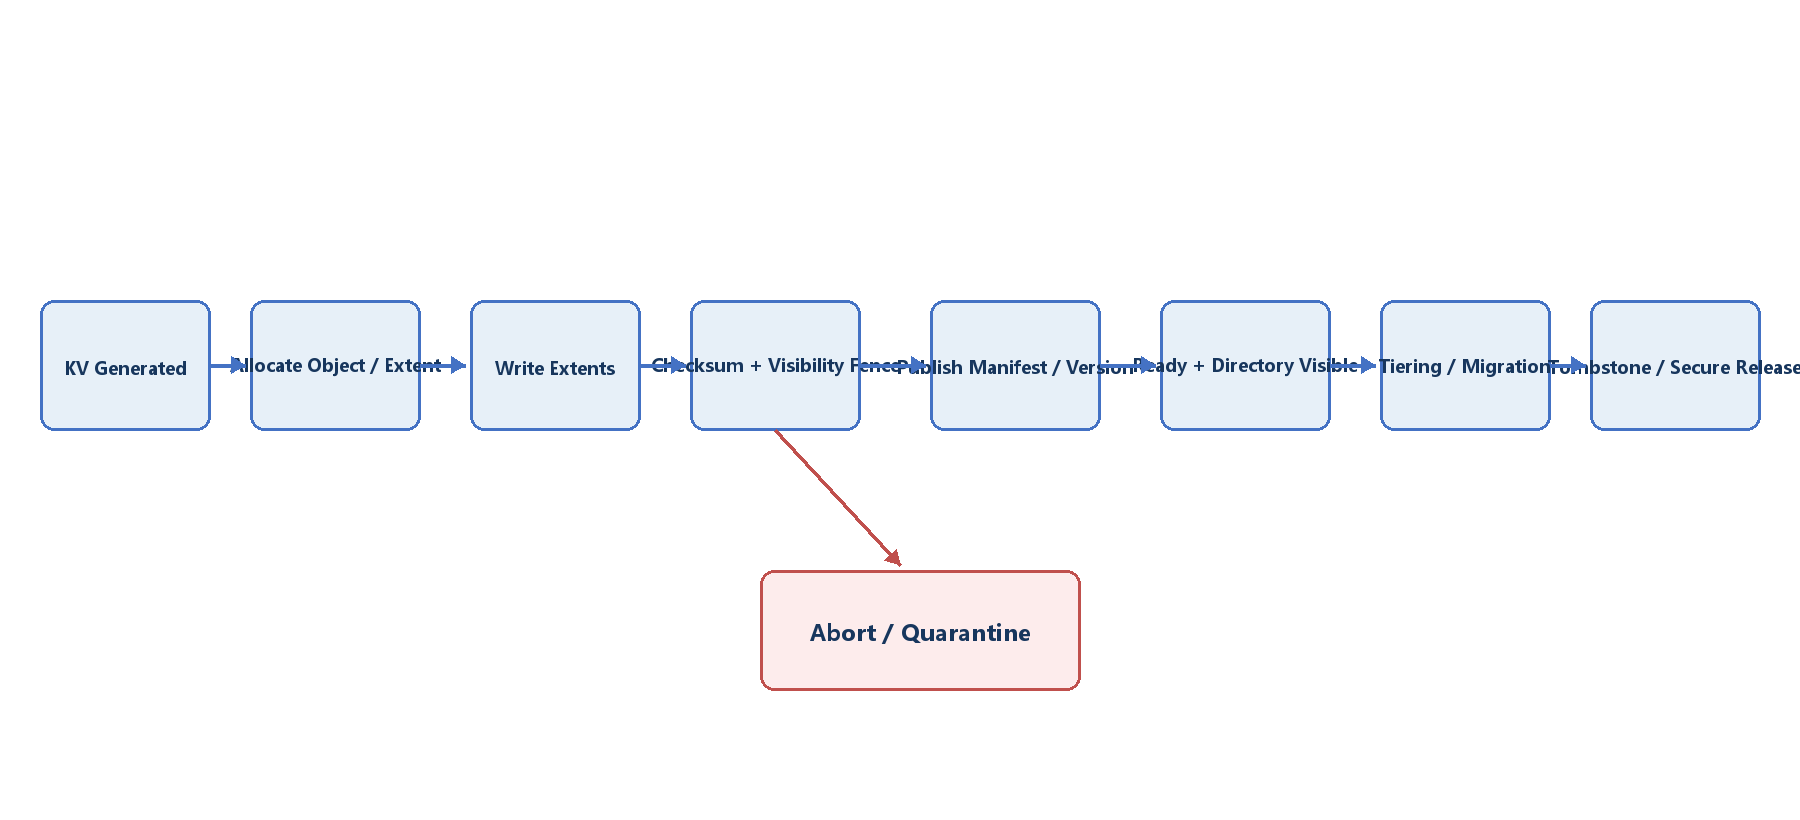 KV Generated
Allocate Object / Extent
Write Extents
Checksum + Visibility Fence
Publish Manifest / Version
Ready + Directory Visible
Tiering / Migration
Tombstone / Secure Release
Abort / Quarantine